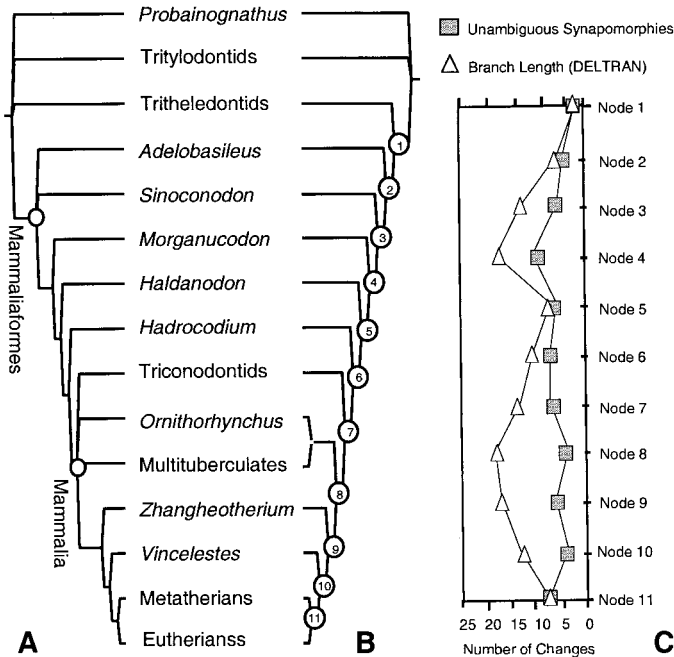 Probainognathus
Tritylodontids
Tritheledontids
Adelobasileus
Sinoconodon
Morganucodon
Haldanodon
Hadrocodium
Triconodontids
Ornithorhynchus
Multituberculates
Zhangheotherium
Vincelestes
Metatherians
Eutherianss
Mammaliaformes
Mammalia
A
1
2
3
4
5
6
7
8
9
10
11
B
Unambiguous Synapomorphies
Branch Length (DELTRAN)
Node 1
Node 2
Node 3
Node 4
Node 5
Node 6
Node 7
Node 8
Node 9
Node 10
Node 11
25 20 15 10 5 0
Number of Changes
C